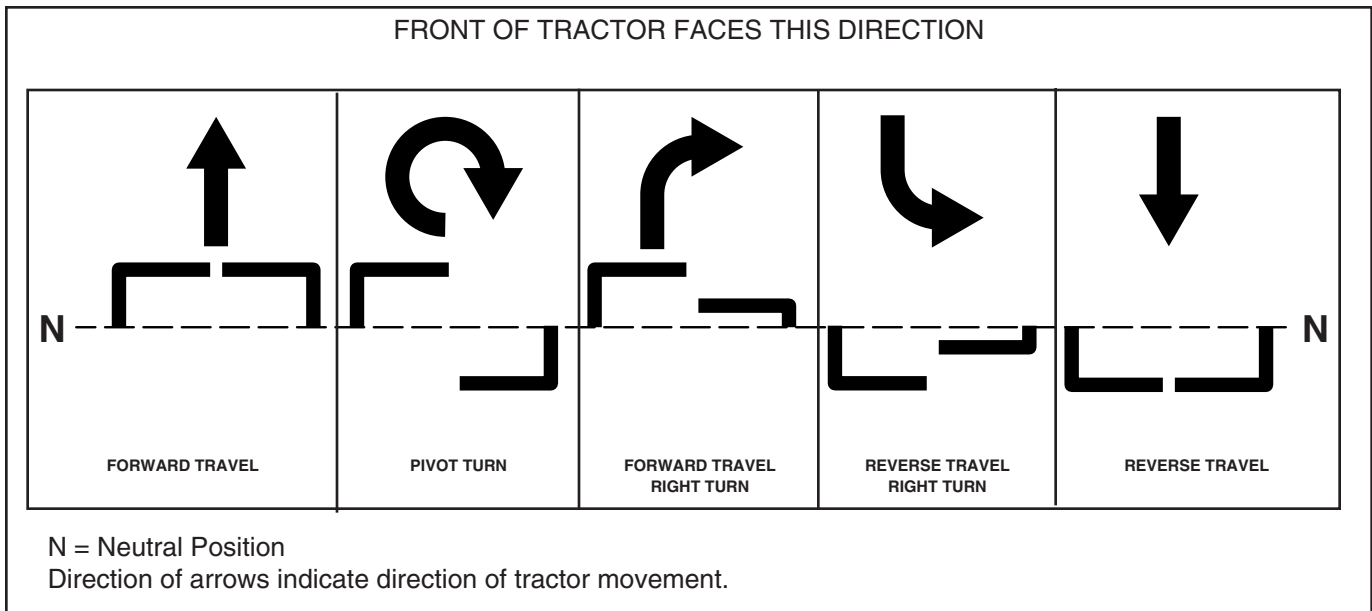 FRONT OF TRACTOR FACES THIS DIRECTION
N
N
FORWARD TRAVEL
PIVOT TURN
FORWARD TRAVEL
RIGHT TURN
REVERSE TRAVEL
RIGHT TURN
REVERSE TRAVEL
N = Neutral Position
Direction of arrows indicate direction of tractor movement.